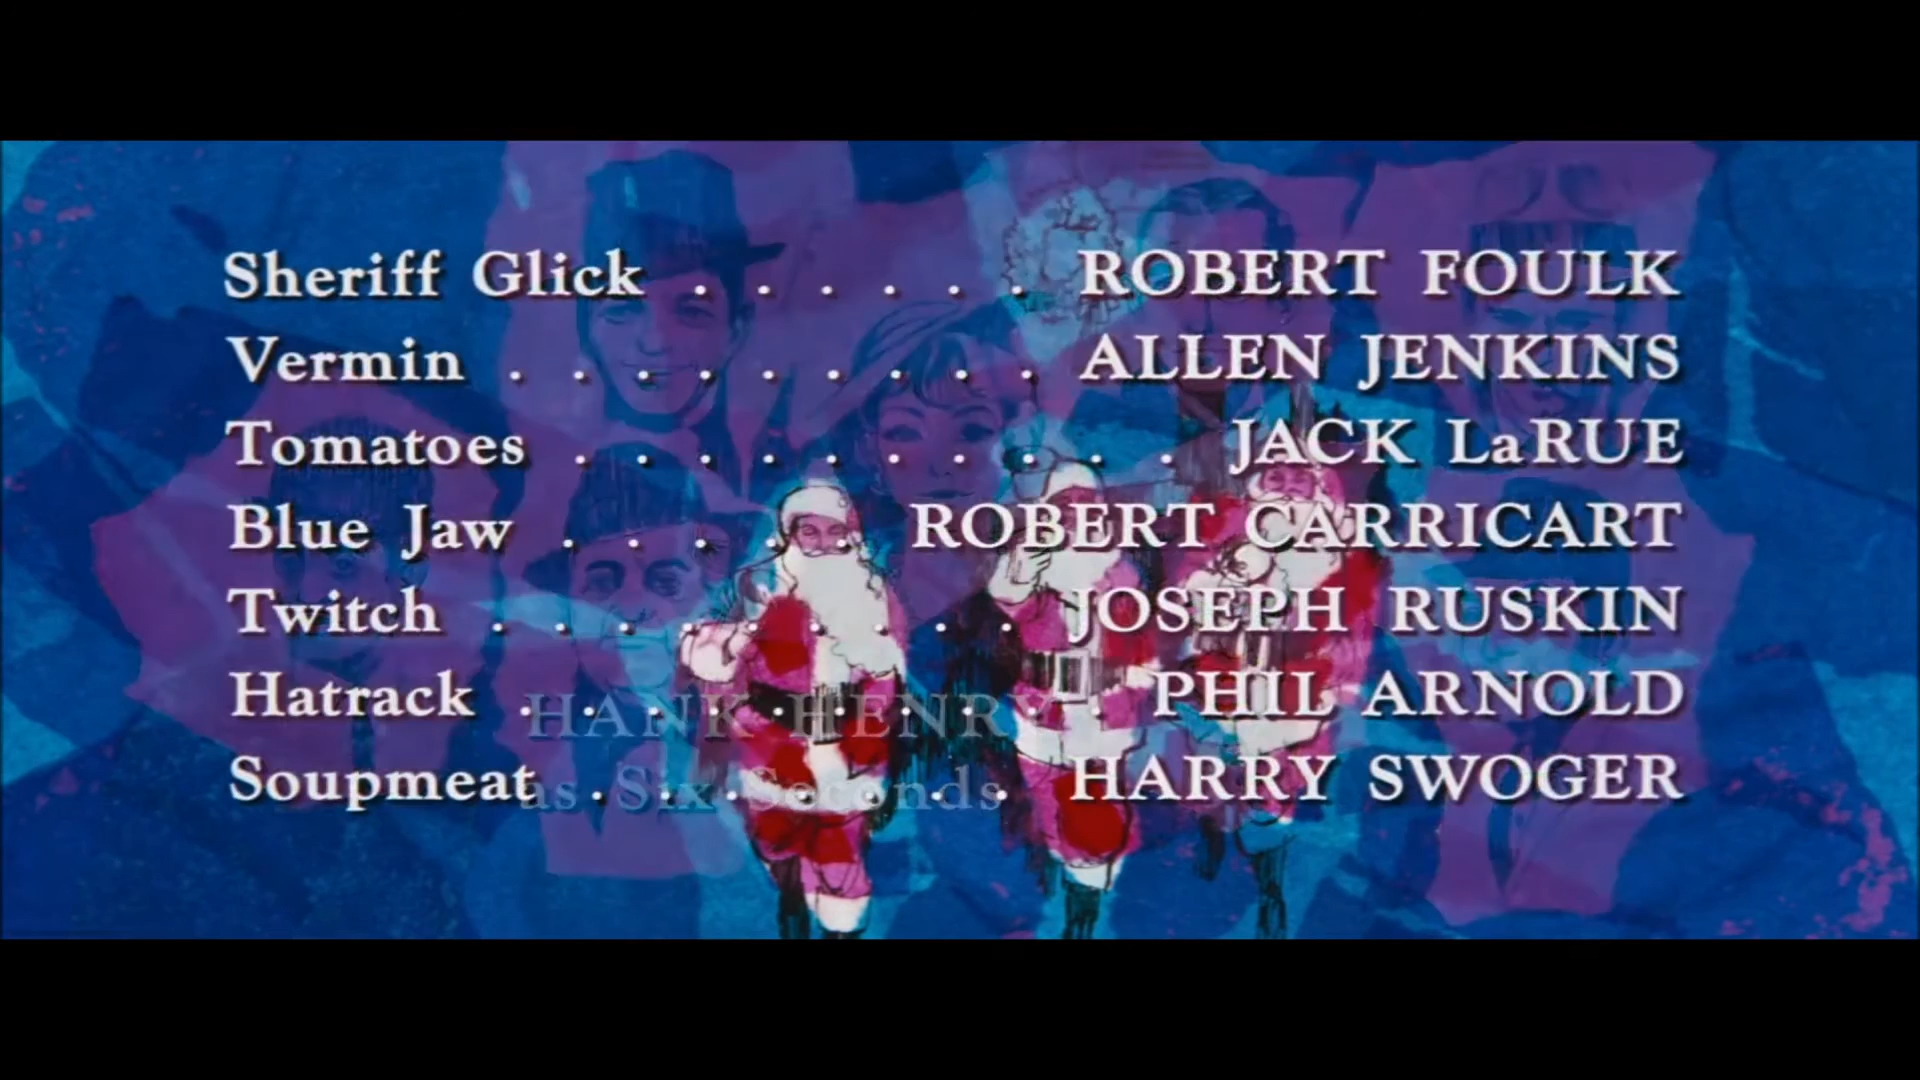 Sheriff Glick . . . . . . ROBERT FOULK
Vermin . . . . . . . . . ALLEN JENKINS
Tomatoes . . . . . . . . . . JACK LaRUE
Blue Jaw . . . . . ROBERT CARRICART
Twitch . . . . . . . . . JOSEPH RUSKIN
Hatrack . . . . . . . . . . PHIL ARNOLD
HANK HENRY
Soupmeat . . . . . . . HARRY SWOGER
as Six Seconds